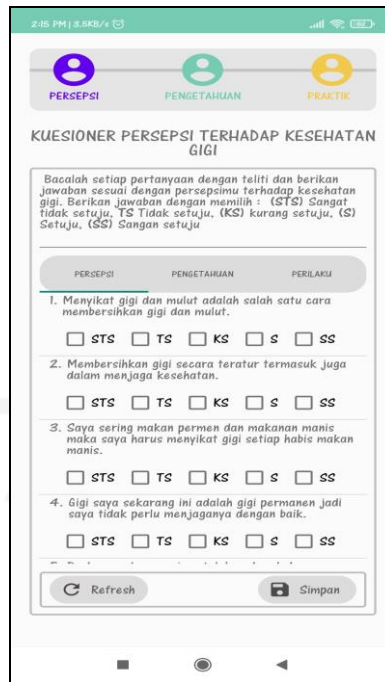 2:15 PM | 3.5KB/s
PERSEPSI PENGETAHUAN PRAKTIK
KUESIONER PERSEPSI TERHADAP KESEHATAN
GIGI
Bacalah setiap pertanyaan dengan teliti dan berikan
jawaban sesuai dengan persepsimu terhadap kesehatan
gigi. Berikan jawaban dengan memilih : (STS) Sangat
tidak setuju, TS Tidak setuju, (KS) kurang setuju, (S)
Setuju, (SS) Sangan setuju
PERSEPSI PENGETAHUAN PERILAKU
1. Menyikat gigi dan mulut adalah salah satu cara
membersihkan gigi dan mulut.
STS TS KS S SS
2. Membersihkan gigi secara teratur termasuk juga
dalam menjaga kesehatan.
STS TS KS S SS
3. Saya sering makan permen dan makanan manis
maka saya harus menyikat gigi setiap habis makan
manis.
STS TS KS S SS
4. Gigi saya sekarang ini adalah gigi permanen jadi
saya tidak perlu menjaganya dengan baik.
STS TS KS S SS
Refresh Simpan